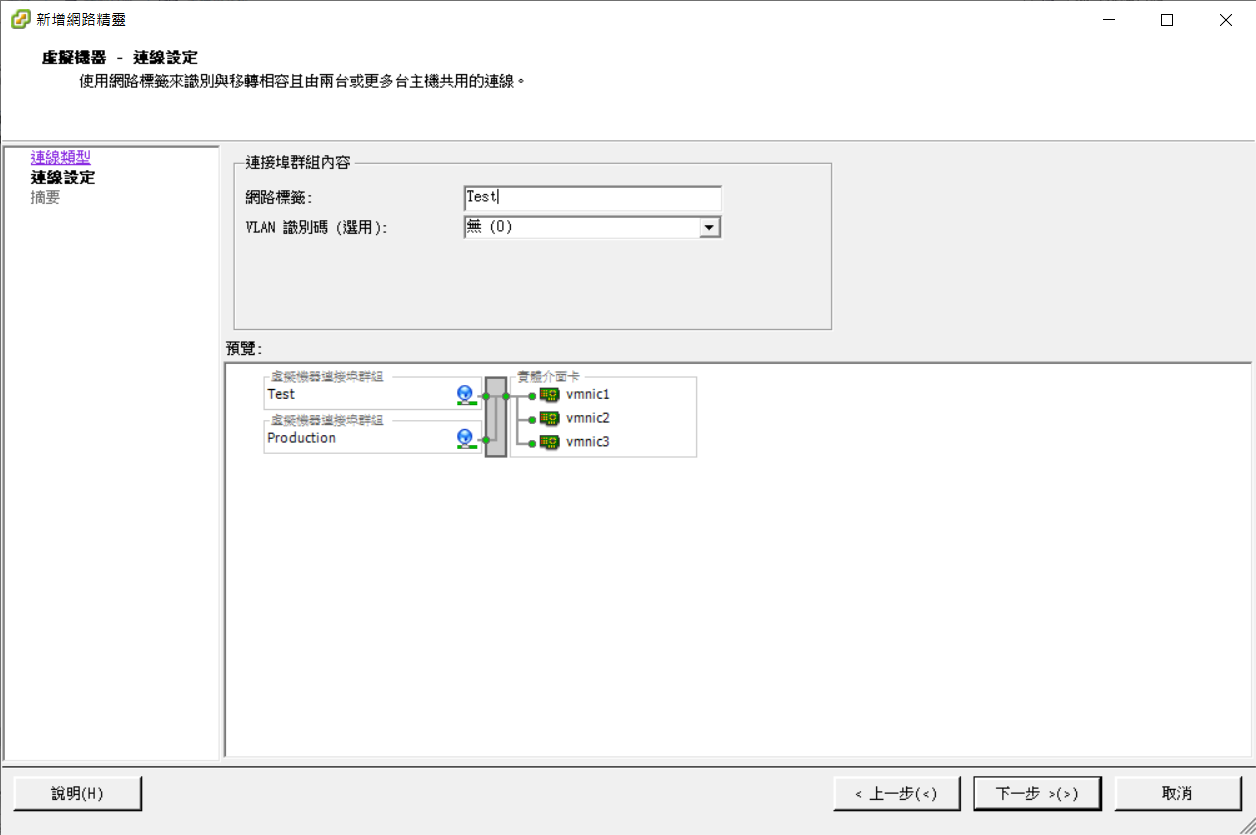 新增網路精靈
虛擬機器 - 連線設定
使用網路標籤來識別與移轉相容且由兩台或更多台主機共用的連線。
連線類型
連線設定
摘要
連接埠群組內容
網路標籤:
Test
VLAN 識別碼 (選用):
無 (0)
預覽:
虛擬機器連接埠群組
Test
虛擬機器連接埠群組
Production
實體介面卡
vmnic1
vmnic2
vmnic3
說明(H)
< 上一步(<)
下一步 >(>)
取消